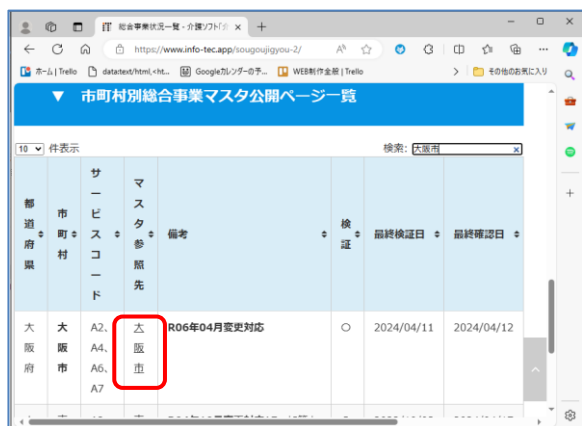 総合事業状況一覧 - 介護ソフト「介
https://www.info-tec.app/sougoujigyou-2/
ホーム | Trello
datatext/html,<ht...
Googleカレンダーの予...
WEB制作全般 | Trello
その他のお気に入り
▼ 市町村別総合事業マスタ公開ページ一覧
10 件表示
検索: 大阪市
都道府県
市町村
サービスコード
マスタ参照先
備考
検証
最終検証日
最終確認日
大阪府
大阪市
A2、A4、A6、A7
大阪市
R06年04月変更対応
○
2024/04/11
2024/04/12